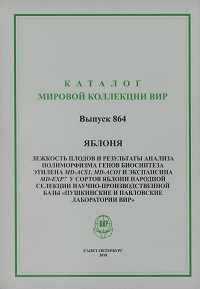 КАТАЛОГ
МИРОВОЙ КОЛЛЕКЦИИ ВИР
Выпуск 864
ЯБЛОНЯ
ЛЕЖКОСТЬ ПЛОДОВ И РЕЗУЛЬТАТЫ АНАЛИЗА
ПОЛИМОРФИЗМА ГЕНОВ БИОСИНТЕЗА
ЭТИЛЕНА MD-ACS1, MD-ACO1 И ЭКСПАНСИНА
MD-EXP7 У СОРТОВ ЯБЛОНИ НАРОДНОЙ
СЕЛЕКЦИИ НАУЧНО-ПРОИЗВОДСТВЕННОЙ
БАЗЫ «ПУШКИНСКИЕ И ПАВЛОВСКИЕ
ЛАБОРАТОРИИ ВИР»
ВИР
САНКТ-ПЕТЕРБУРГ
2018